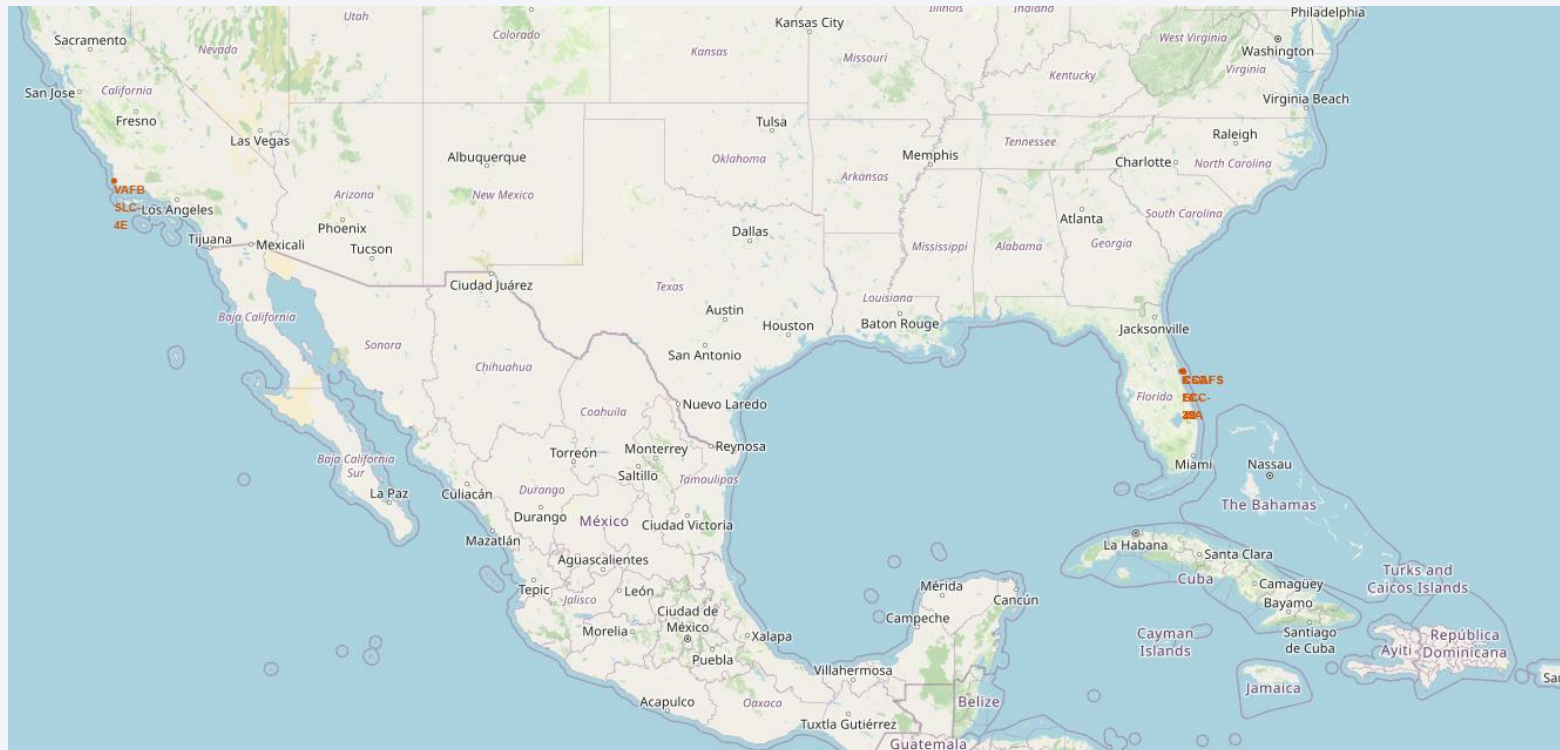 Utah
Illinois
Indiana
Kansas City
Philadelphia
Sacramento
Nevada
Colorado
Kansas
Missouri
West Virginia
Washington
Kentucky
Virginia
San Jose
California
Virginia Beach
Fresno
Las Vegas
Tulsa
Raleigh
Albuquerque
Oklahoma
Memphis
Tennessee
Charlotte
North Carolina
Arkansas
VAFB
SLC-
4E
Los Angeles
Arizona
New Mexico
Phoenix
Atlanta
South Carolina
Tijuana
Mexicali
Tucson
Dallas
Mississippi
Alabama
Georgia
Ciudad Juárez
Texas
Louisiana
Baja California
Austin
Houston
Baton Rouge
Jacksonville
Sonora
Chihuahua
San Antonio
Florida
Coahuila
Nuevo Laredo
Reynosa
Torreón
Monterrey
Saltillo
Tamaulipas
Baja California
Sur
La Paz
Culiacán
Durango
Miami
Nassau
The Bahamas
Durango
México
Ciudad Victoria
Mazatlán
Aguascalientes
La Habana
Santa Clara
Cuba
Camagüey
Bayamo
Turks and
Caicos Islands
Tepic
Jalisco
León
Mérida
Cancún
Ciudad de
México
Campeche
Morelia
Xalapa
Cayman
Islands
Santiago
de Cuba
Ayiti
República
Dominicana
Puebla
Villahermosa
Acapulco
Oaxaca
Belize
Jamaica
Tuxtla Gutiérrez
Guatemala